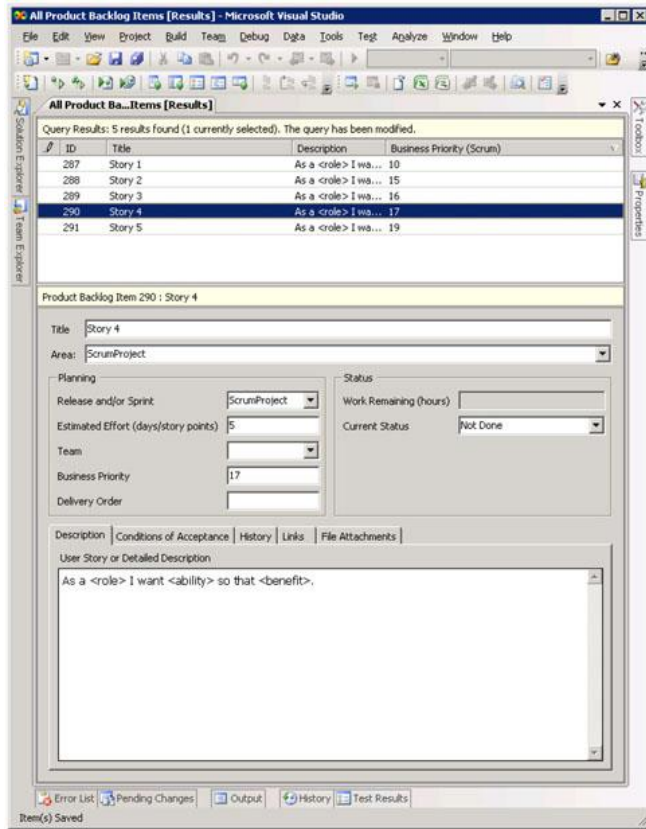 All Product Backlog Items [Results] - Microsoft Visual Studio
File Edit View Project Build Team Debug Data Tools Test Analyze Window Help
All Product Ba...Items [Results]
Solution Explorer
Team Explorer
Toolbox
Properties
Query Results: 5 results found (1 currently selected). The query has been modified.
ID Title Description Business Priority (Scrum)
287 Story 1 As a <role> I wa... 10
288 Story 2 As a <role> I wa... 15
289 Story 3 As a <role> I wa... 16
290 Story 4 As a <role> I wa... 17
291 Story 5 As a <role> I wa... 19
Product Backlog Item 290 : Story 4
Title Story 4
Area: ScrumProject
Planning
Release and/or Sprint ScrumProject
Estimated Effort (days/story points) 5
Team
Business Priority 17
Delivery Order
Status
Work Remaining (hours)
Current Status Not Done
Description Conditions of Acceptance History Links File Attachments
User Story or Detailed Description
As a <role> I want <ability> so that <benefit>.
Error List Pending Changes Output History Test Results
Item(s) Saved